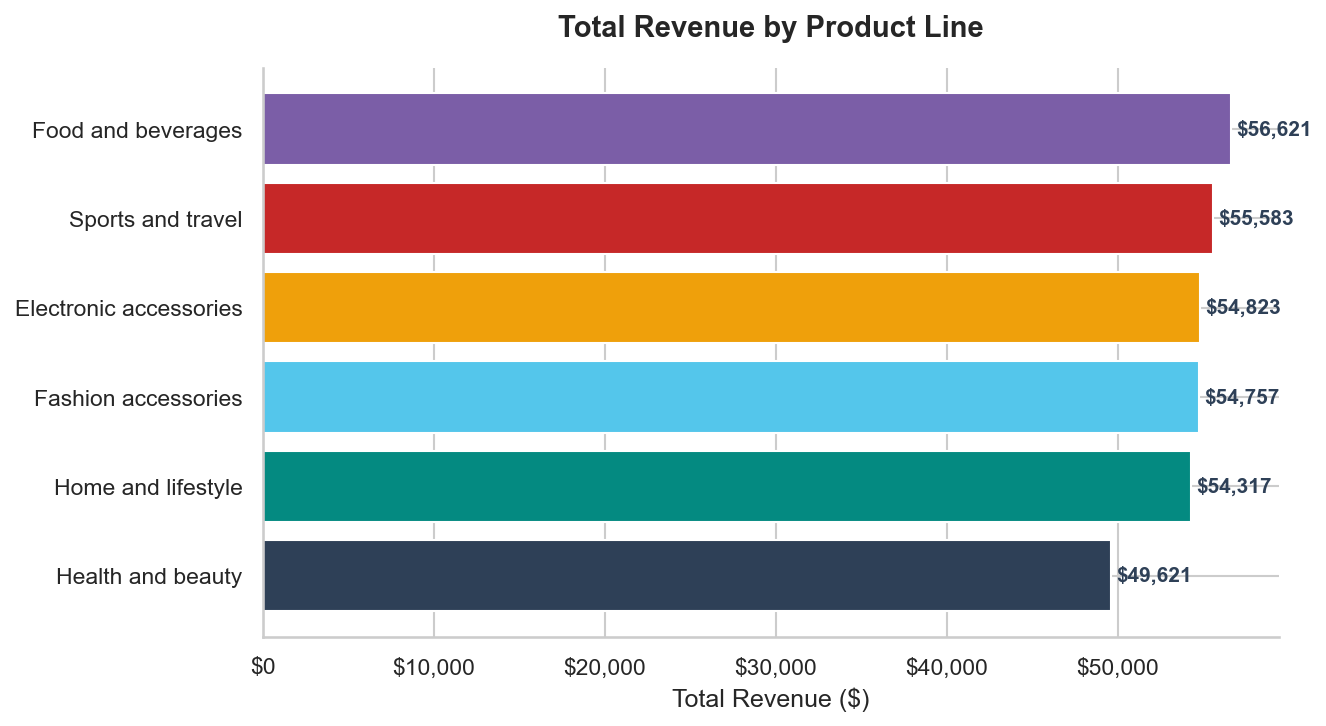 Total Revenue by Product Line
Food and beverages $56,621
Sports and travel $55,583
Electronic accessories $54,823
Fashion accessories $54,757
Home and lifestyle $54,317
Health and beauty $49,621
$0 $10,000 $20,000 $30,000 $40,000 $50,000
Total Revenue ($)